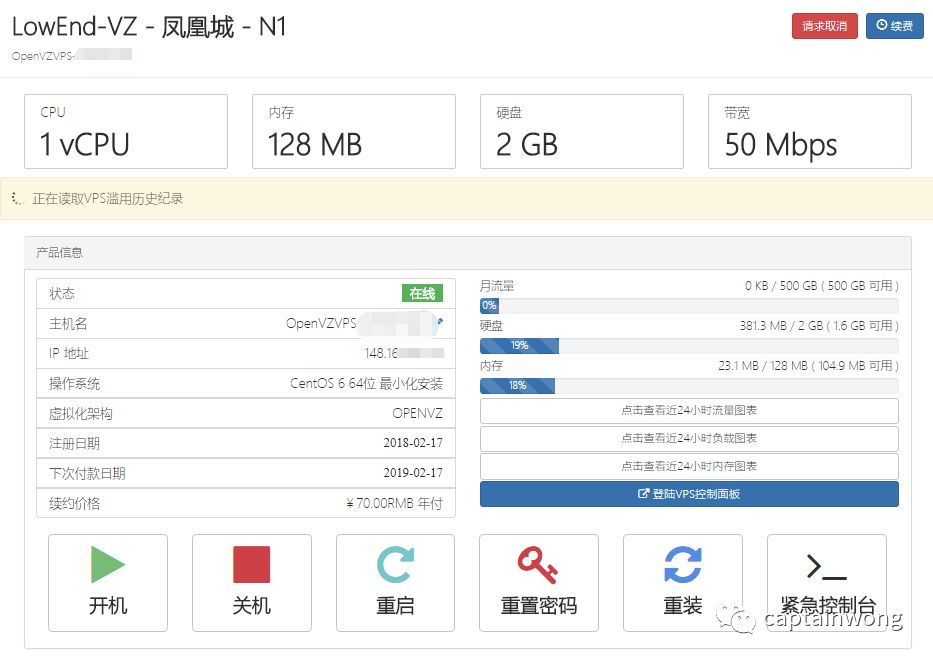 LowEnd-VZ - 凤凰城 - N1
请求取消
续费
OpenVZVPS-
CPU
1 vCPU
内存
128 MB
硬盘
2 GB
带宽
50 Mbps
正在读取VPS滥用历史纪录
产品信息
状态 在线
主机名 OpenVZVPS
IP 地址 148.16
操作系统 CentOS 6 64位 最小化安装
虚拟化架构 OPENVZ
注册日期 2018-02-17
下次付款日期 2019-02-17
续约价格 ¥ 70.00RMB 年付
月流量 0 KB / 500 GB ( 500 GB 可用 )
0%
硬盘 381.3 MB / 2 GB ( 1.6 GB 可用 )
19%
内存 23.1 MB / 128 MB ( 104.9 MB 可用 )
18%
点击查看近24小时流量图表
点击查看近24小时负载图表
点击查看近24小时内存图表
登陆VPS控制面板
开机
关机
重启
重置密码
重装
紧急控制台
captainwong